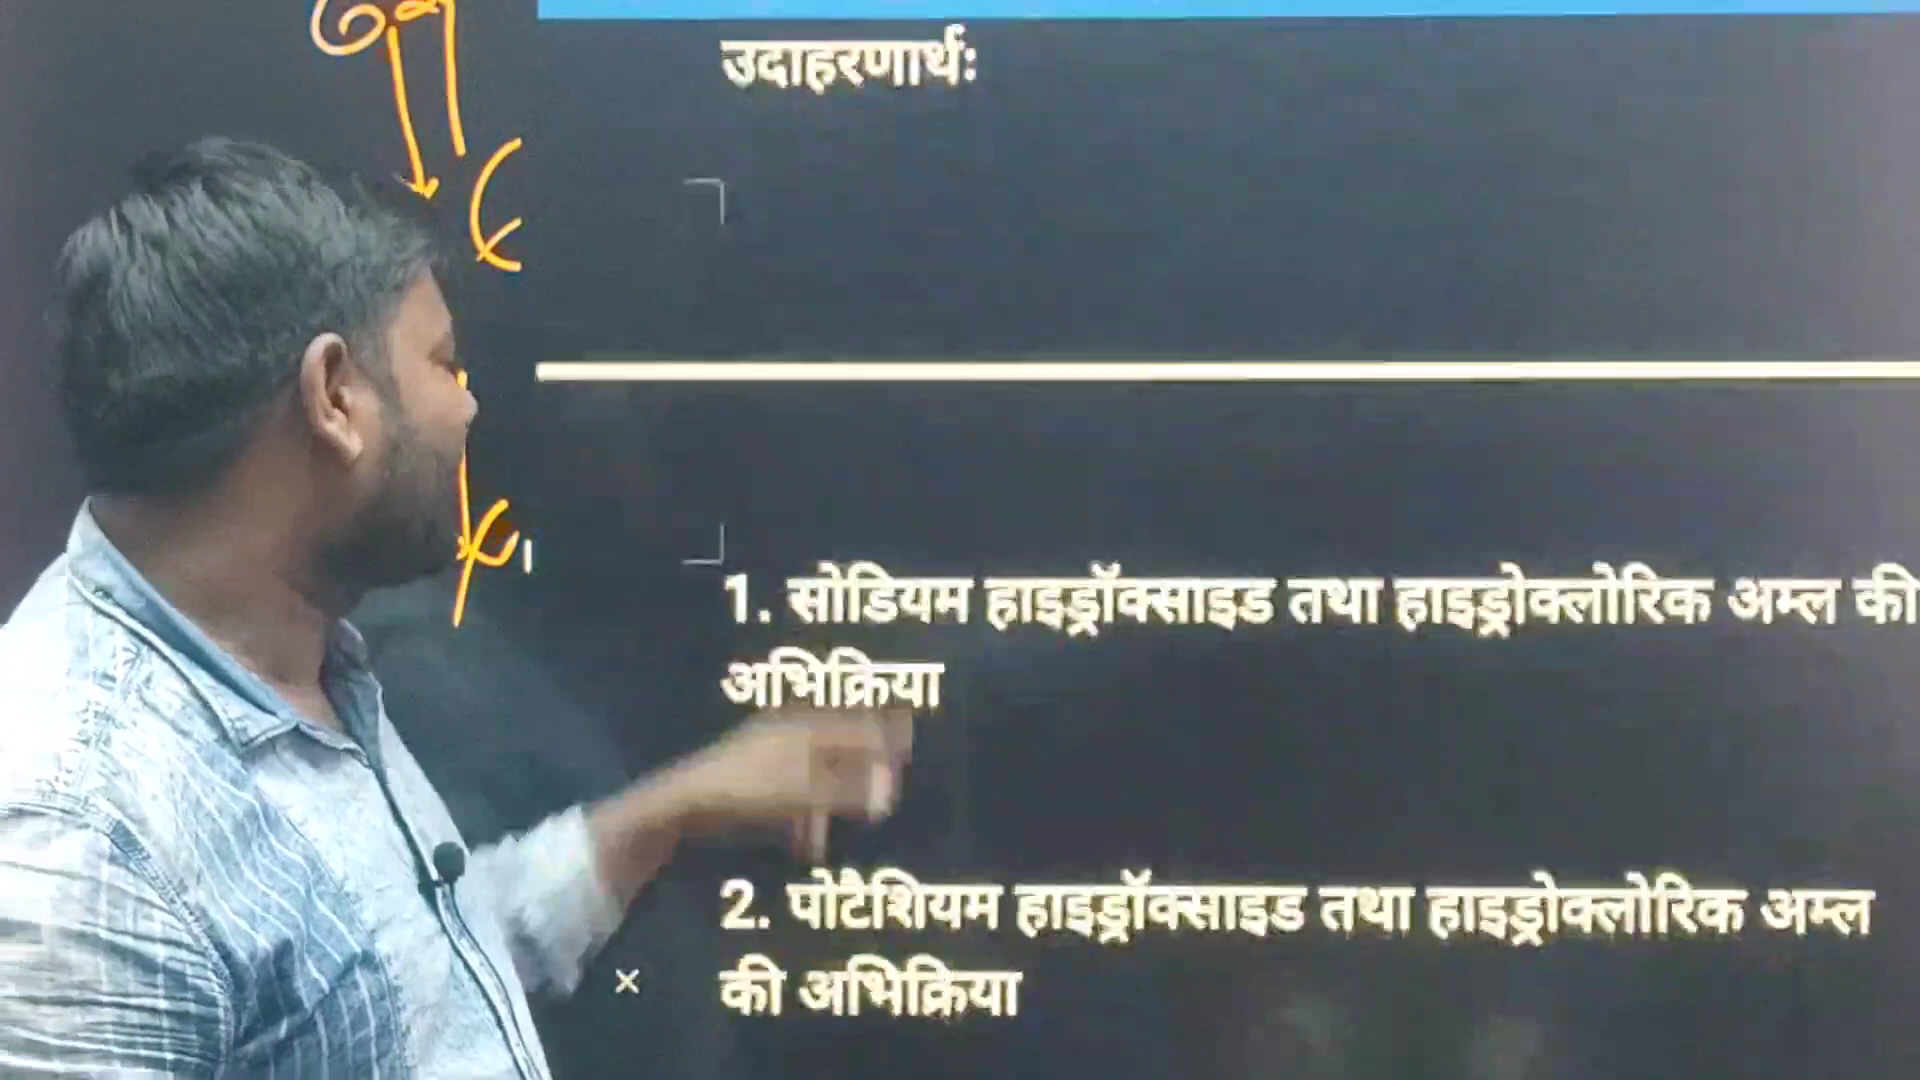 उदाहरणार्थः
1. सोडियम हाइड्रॉक्साइड तथा हाइड्रोक्लोरिक अम्ल की
अभिक्रिया
2. पोटैशियम हाइड्रॉक्साइड तथा हाइड्रोक्लोरिक अम्ल
की अभिक्रिया